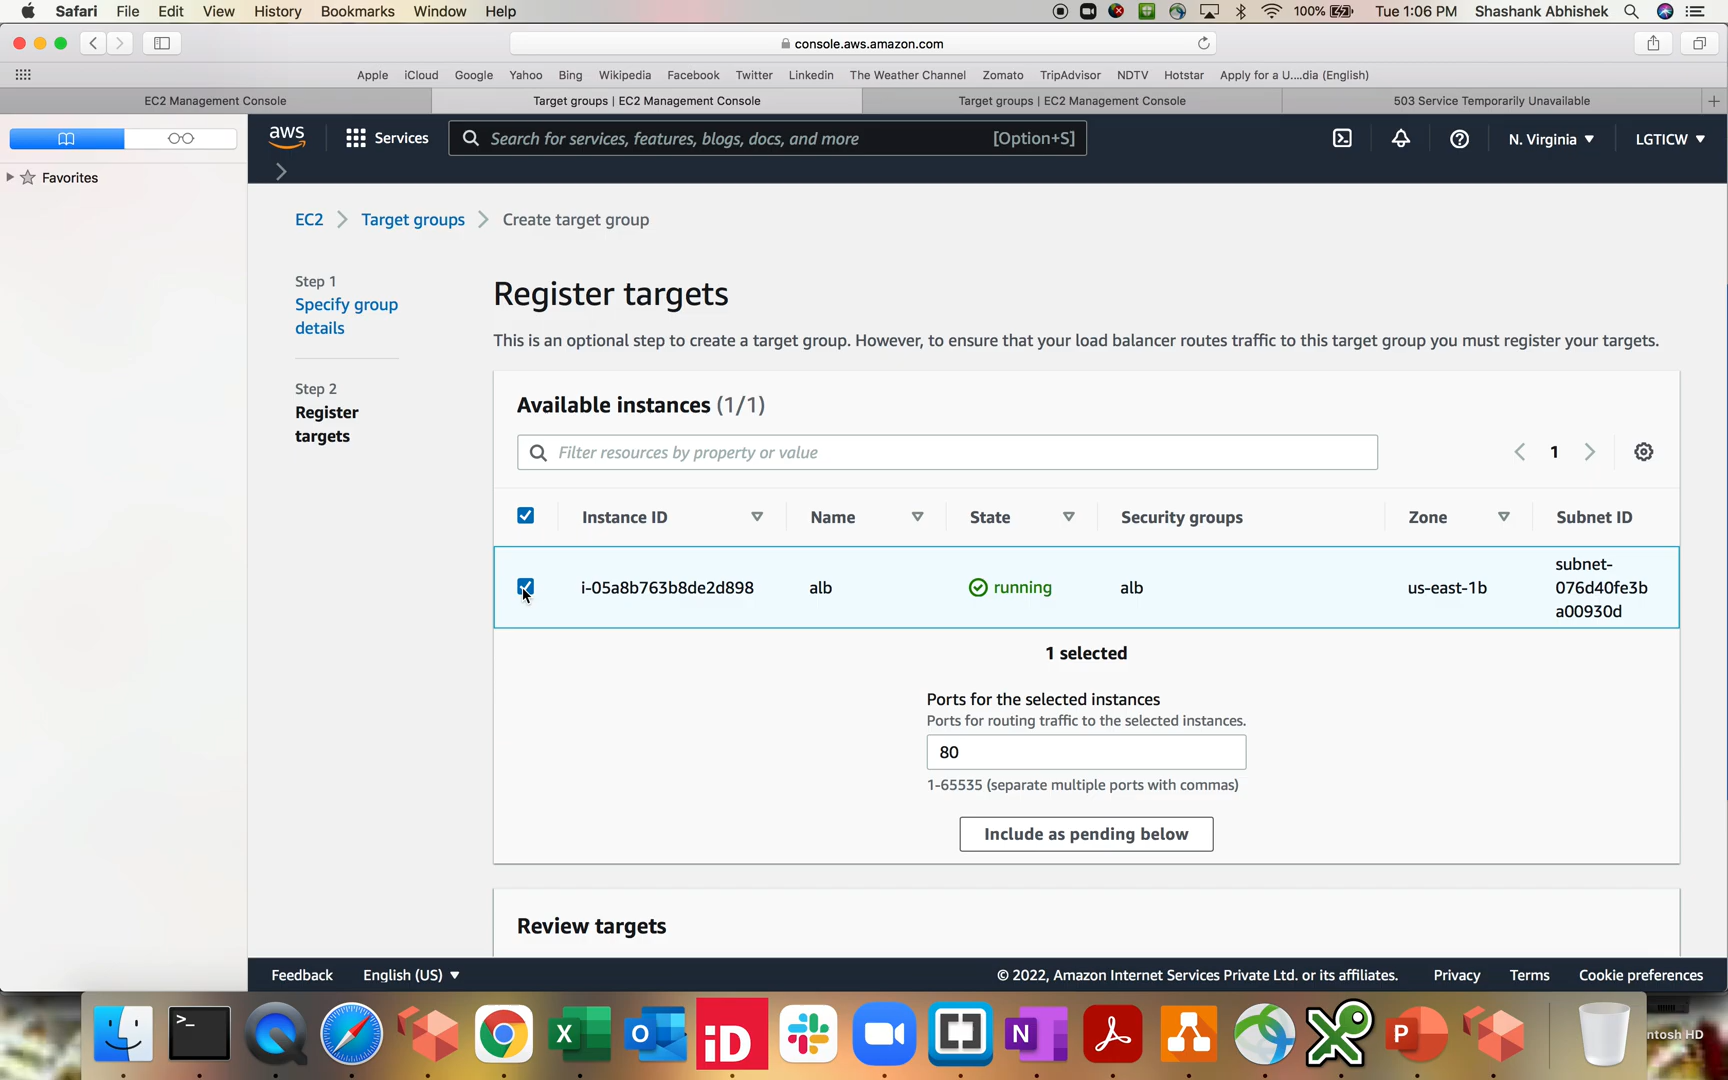 Safari File Edit View History Bookmarks Window Help 100% Tue 1:06 PM Shashank Abhishek
console.aws.amazon.com
Apple iCloud Google Yahoo Bing Wikipedia Facebook Twitter Linkedin The Weather Channel Zomato TripAdvisor NDTV Hotstar Apply for a U....dia (English)
EC2 Management Console Target groups | EC2 Management Console Target groups | EC2 Management Console 503 Service Temporarily Unavailable
aws Services Search for services, features, blogs, docs, and more [Option+S] N. Virginia LGTICW
Favorites
EC2 Target groups Create target group
Step 1
Specify group
details
Step 2
Register
targets
Register targets
This is an optional step to create a target group. However, to ensure that your load balancer routes traffic to this target group you must register your targets.
Available instances (1/1)
Filter resources by property or value
1
Instance ID Name State Security groups Zone Subnet ID
i-05a8b763b8de2d898 alb running alb us-east-1b subnet-
076d40fe3b
a00930d
1 selected
Ports for the selected instances
Ports for routing traffic to the selected instances.
80
1-65535 (separate multiple ports with commas)
Include as pending below
Review targets
Feedback English (US) © 2022, Amazon Internet Services Private Ltd. or its affiliates. Privacy Terms Cookie preferences
>_ X O iD N P
ntosh HD